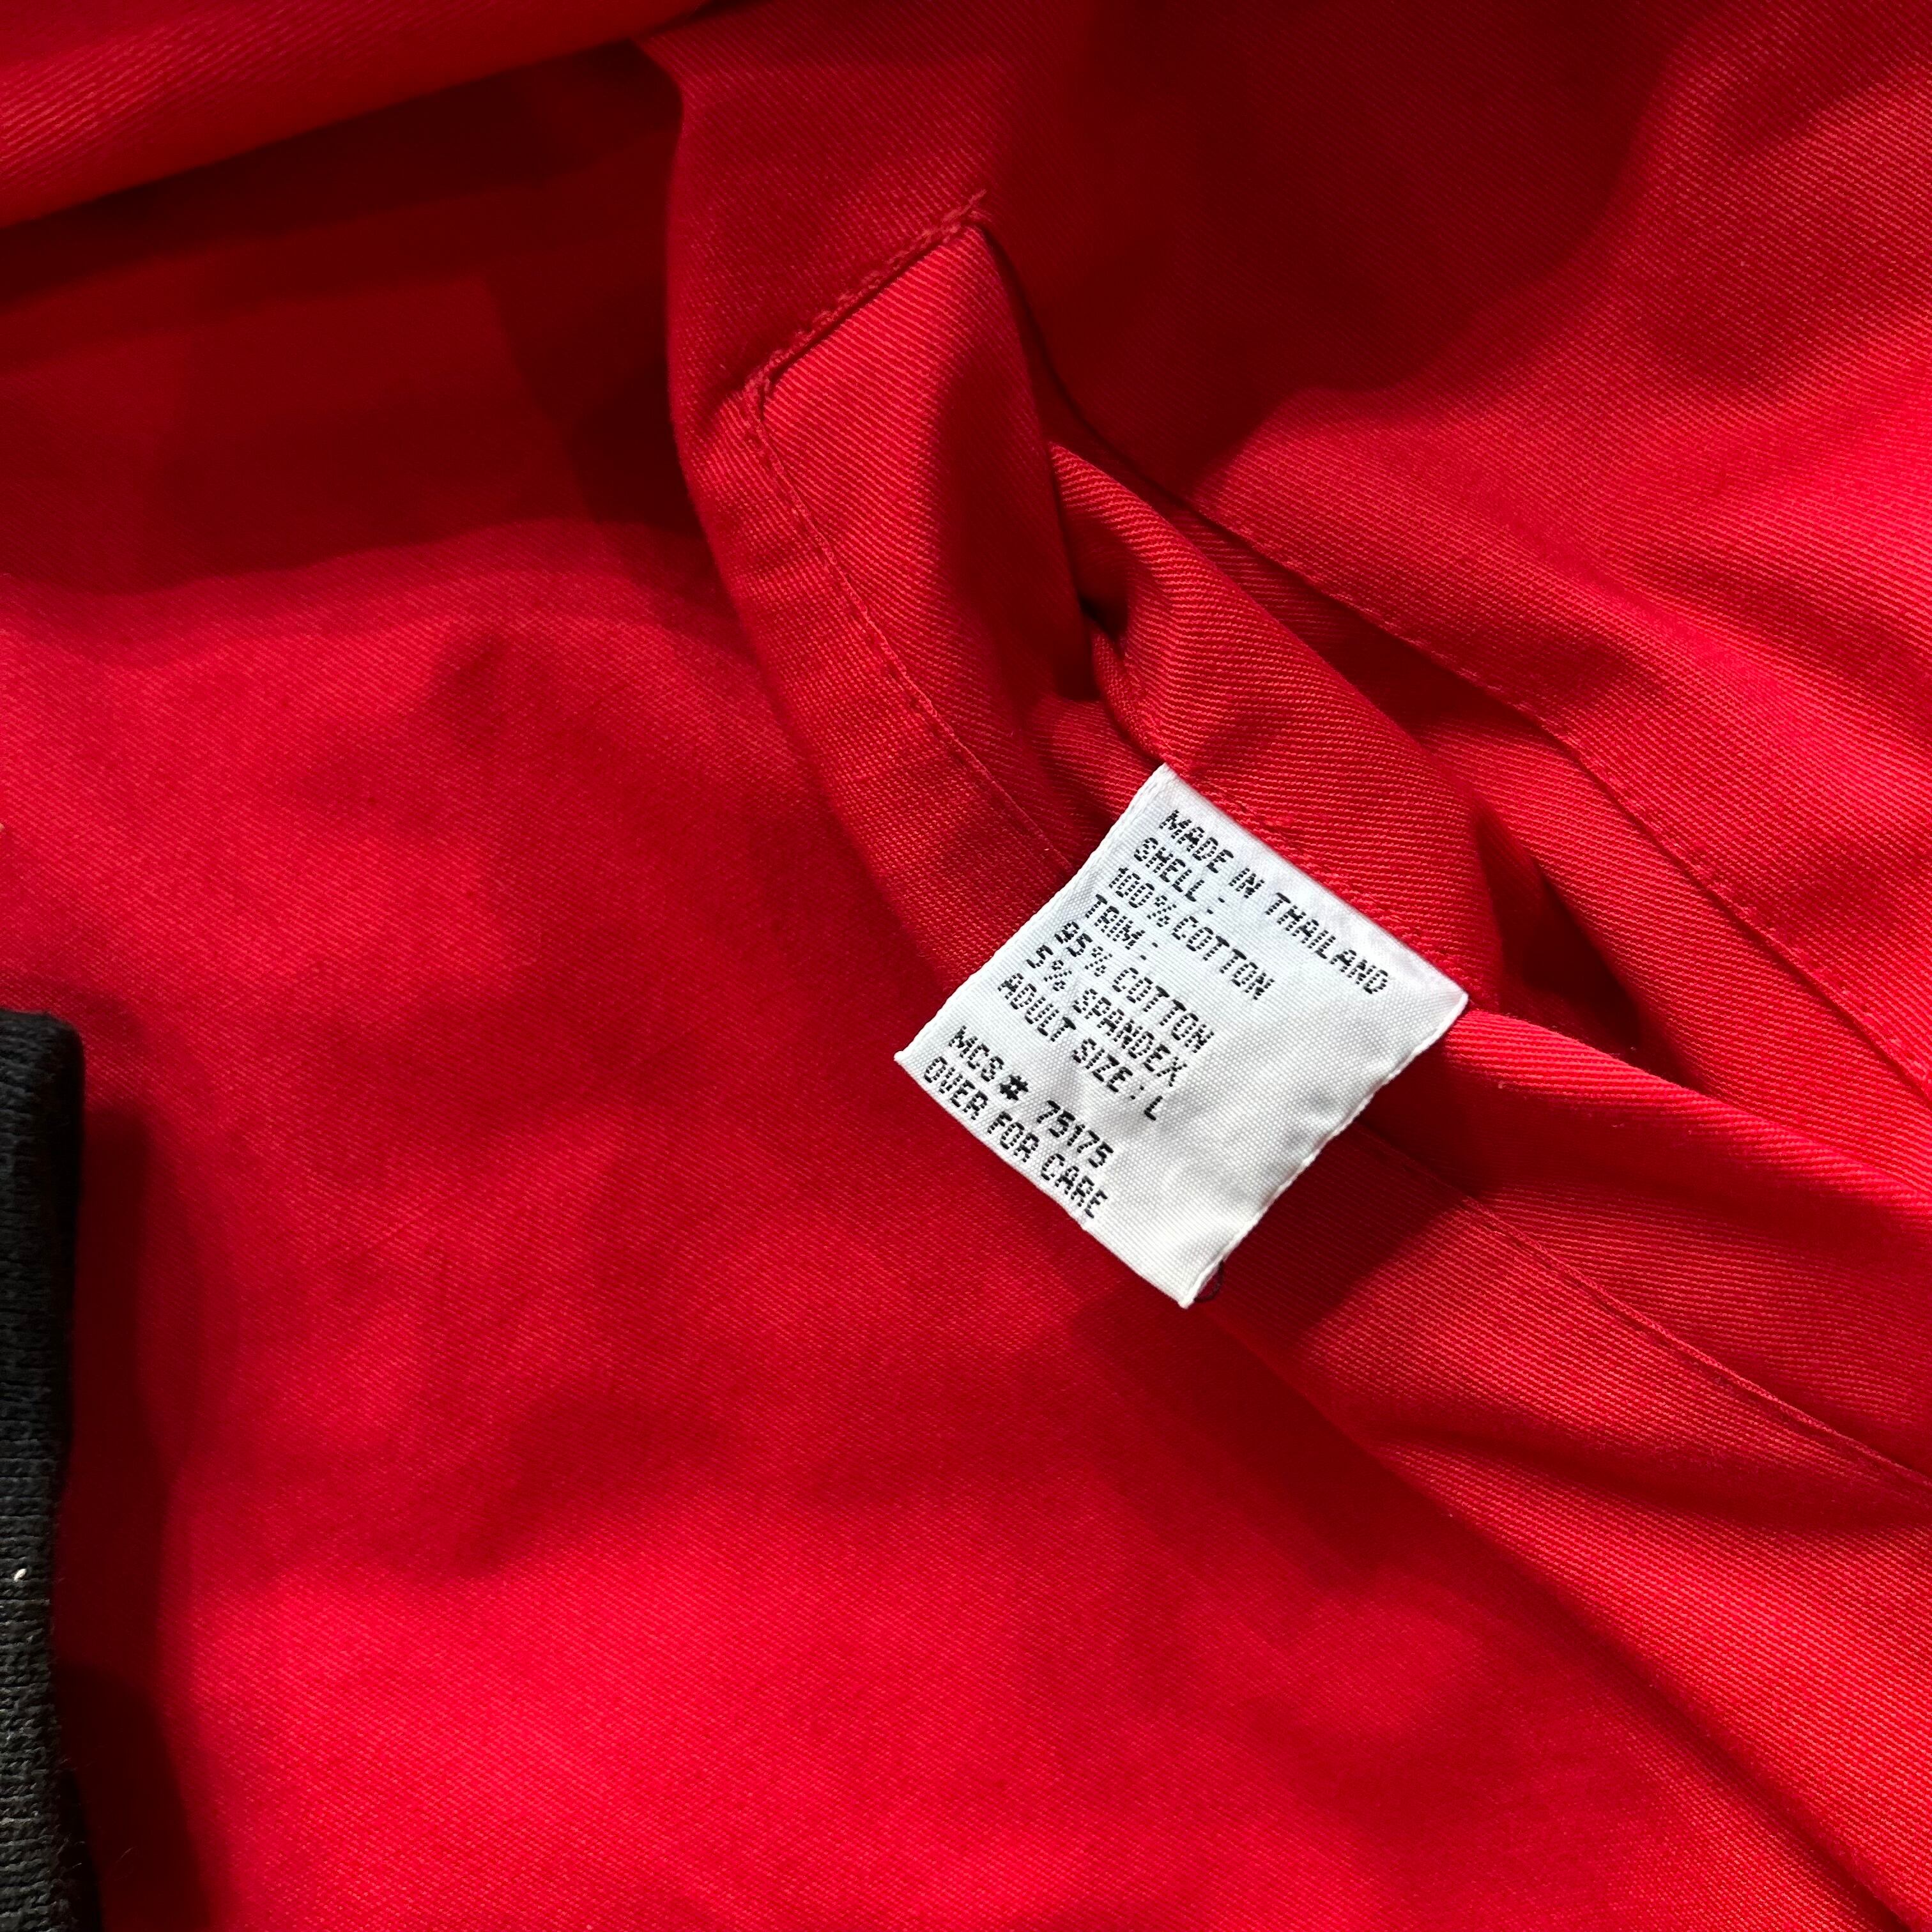 MADE IN THAILAND
SHELL -
100% COTTON
TRIM -
95% COTTON
5% SPANDEX
ADULT SIZE: L
MCS # 75175
OVER FOR CARE